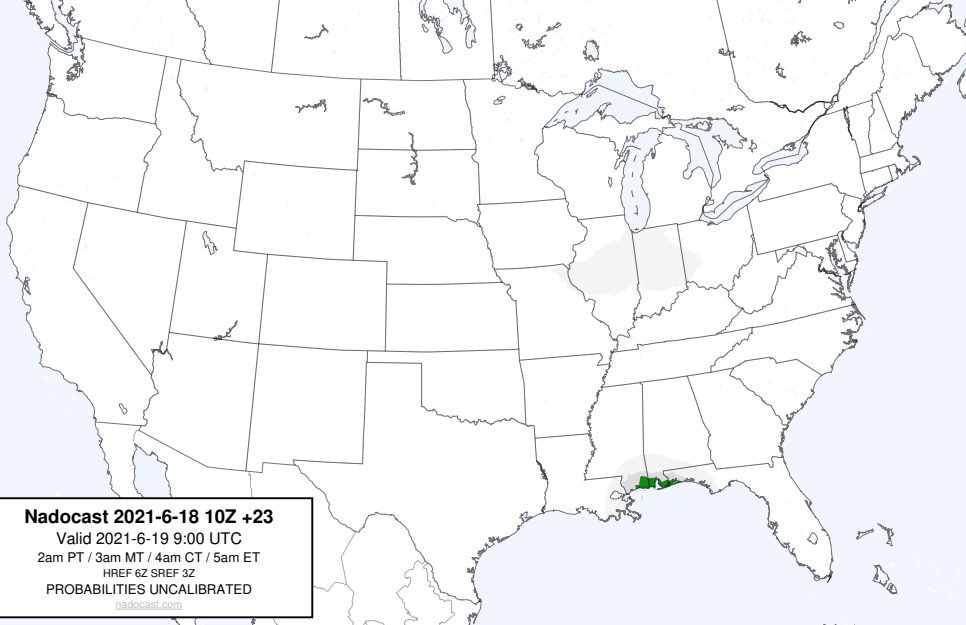 Nadocast 2021-6-18 10Z +23
Valid 2021-6-19 9:00 UTC
2am PT / 3am MT / 4am CT / 5am ET
HREF 6Z SREF 3Z
PROBABILITIES UNCALIBRATED
nadocast.com